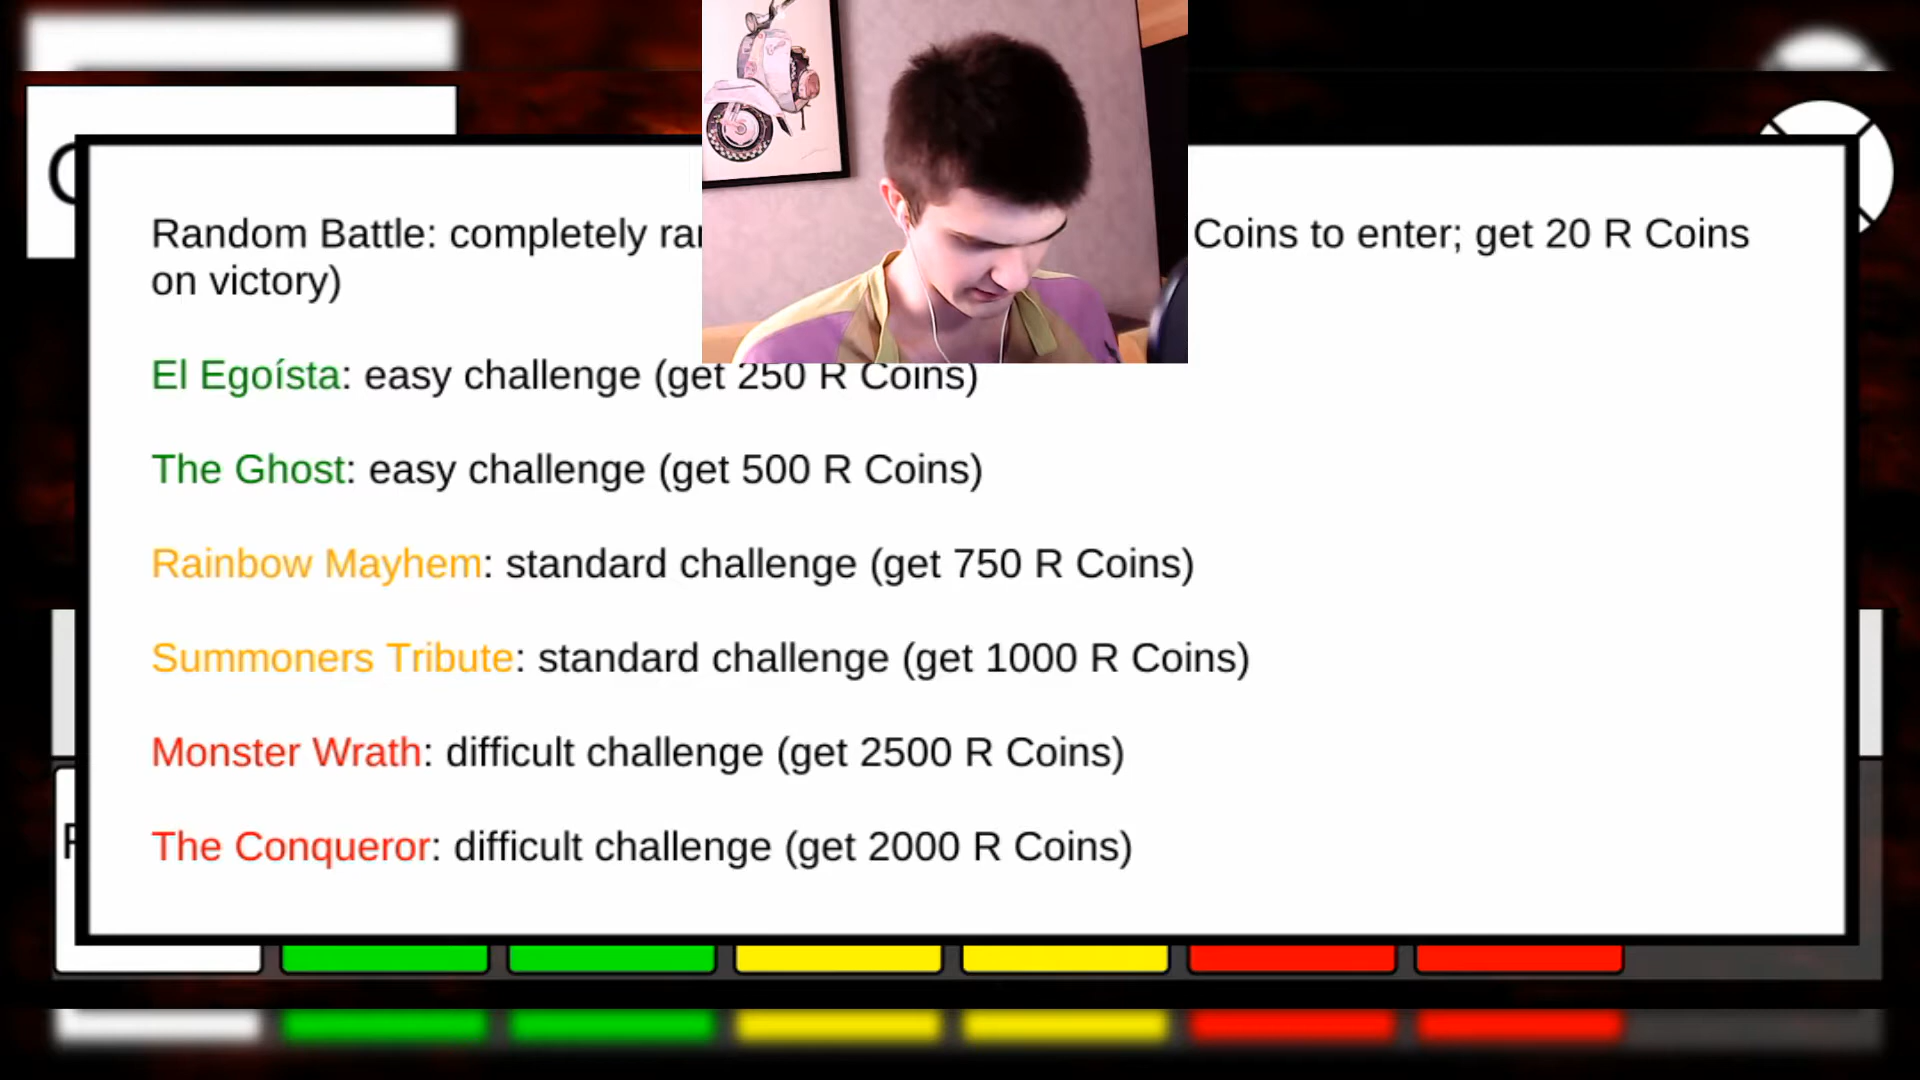 Random Battle: completely
Coins to enter; get 20 R Coins
on victory)
El Egoísta: easy challenge (get 250 R Coins)
The Ghost: easy challenge (get 500 R Coins)
Rainbow Mayhem: standard challenge (get 750 R Coins)
Summoners Tribute: standard challenge (get 1000 R Coins)
Monster Wrath: difficult challenge (get 2500 R Coins)
The Conqueror: difficult challenge (get 2000 R Coins)